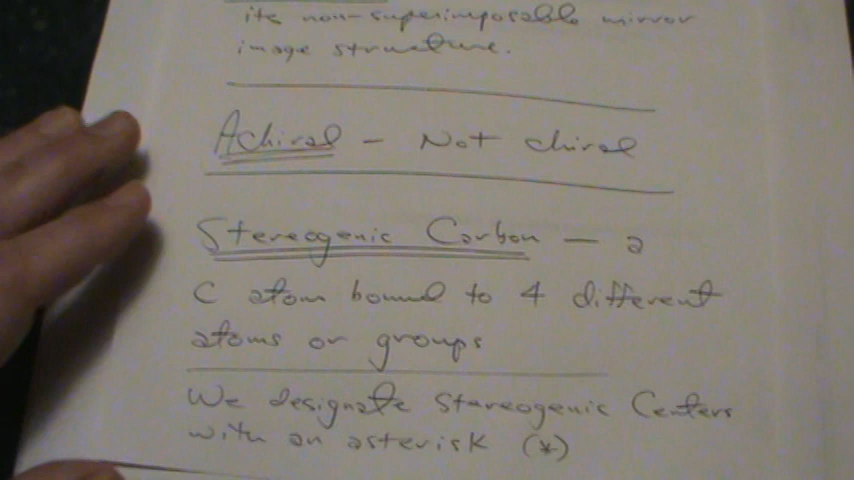 its non-superimposable mirror
image structure.
Achiral - Not chiral
Stereogenic Carbon - a
C atom bound to 4 different
atoms or groups
We designate Stereogenic Centers
with an asterisk (*)